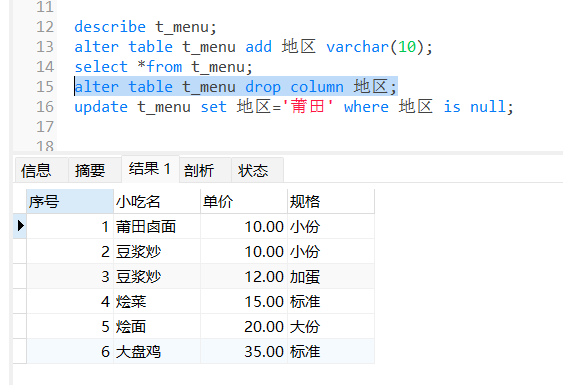 11
12 describe t_menu;
13 alter table t_menu add 地区 varchar(10);
14 select *from t_menu;
15 alter table t_menu drop column 地区;
16 update t_menu set 地区='莆田' where 地区 is null;
17
18
信息 摘要 结果 1 剖析 状态
序号 小吃名 单价 规格
1 莆田卤面 10.00 小份
2 豆浆炒 10.00 小份
3 豆浆炒 12.00 加蛋
4 烩菜 15.00 标准
5 烩面 20.00 大份
6 大盘鸡 35.00 标准